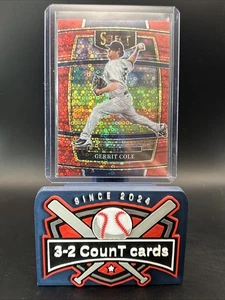 SELECT
GERRIT COLE
SINCE 2024
3-2 CounT cards